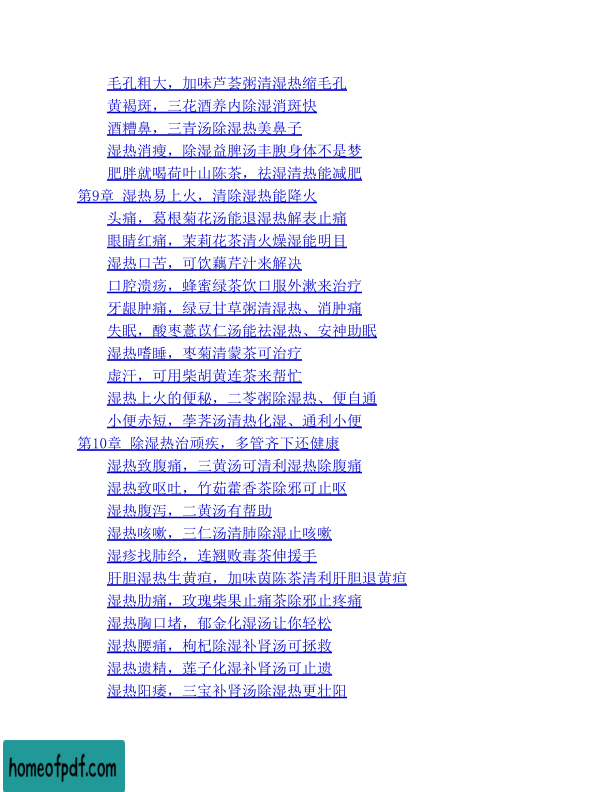 毛孔粗大，加味芦荟粥清湿热缩毛孔
黄褐斑，三花酒养内除湿消斑快
酒糟鼻，三青汤除湿热美鼻子
湿热消瘦，除湿益脾汤丰腴身体不是梦
肥胖就喝荷叶山陈茶，祛湿清热能减肥
第9章 湿热易上火，清除湿热能降火
头痛，葛根菊花汤能退湿热解表止痛
眼睛红痛，茉莉花茶清火燥湿能明目
湿热口苦，可饮藕芹汁来解决
口腔溃疡，蜂蜜绿茶饮口服外漱来治疗
牙龈肿痛，绿豆甘草粥清湿热、消肿痛
失眠，酸枣薏苡仁汤能祛湿热、安神助眠
湿热嗜睡，枣菊清蒙茶可治疗
虚汗，可用柴胡黄连茶来帮忙
湿热上火的便秘，二苓粥除湿热、便自通
小便赤短，荸荠汤清热化湿、通利小便
第10章 除湿热治顽疾，多管齐下还健康
湿热致腹痛，三黄汤可清利湿热除腹痛
湿热致呕吐，竹茹藿香茶除邪可止呕
湿热腹泻，二黄汤有帮助
湿热咳嗽，三仁汤清肺除湿止咳嗽
湿疹找肺经，连翘败毒茶伸援手
肝胆湿热生黄疸，加味茵陈茶清利肝胆退黄疸
湿热肋痛，玫瑰柴果止痛茶除邪止疼痛
湿热胸口堵，郁金化湿汤让你轻松
湿热腰痛，枸杞除湿补肾汤可拯救
湿热遗精，莲子化湿补肾汤可止遗
湿热阳痿，三宝补肾汤除湿热更壮阳
homeofpdf.com